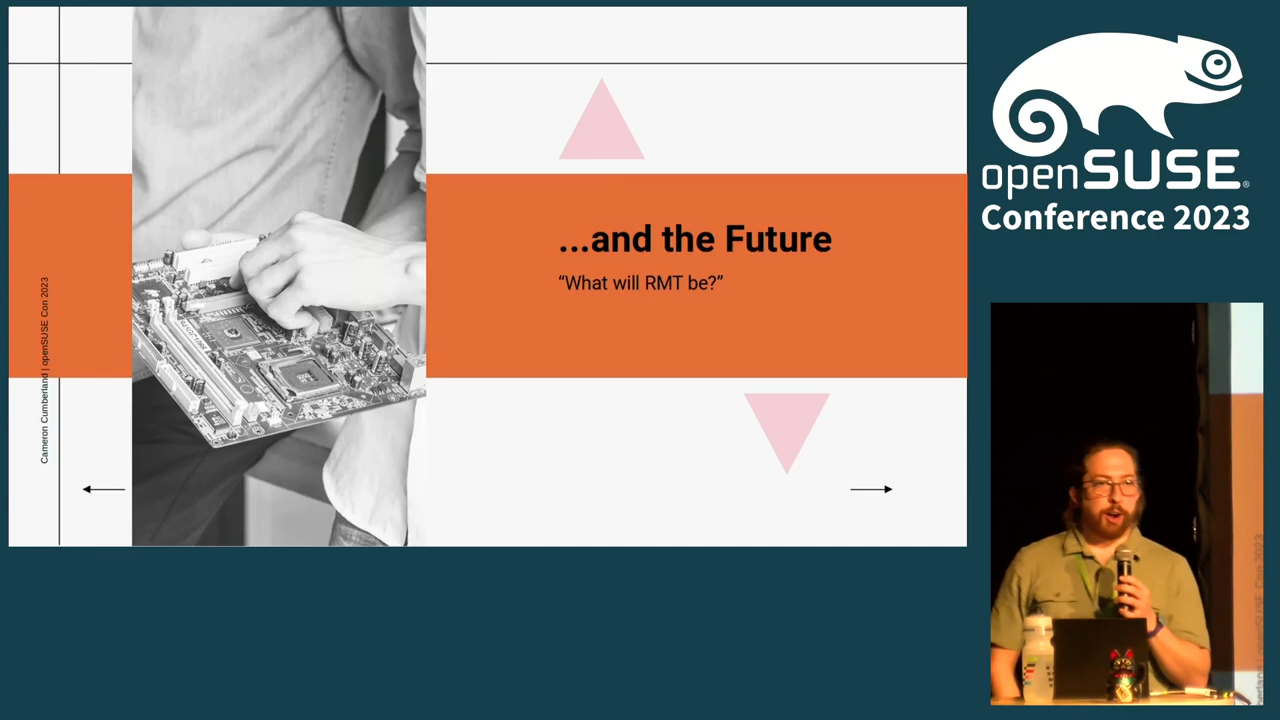 ...and the Future
“What will RMT be?”
Cameron Cumberland | openSUSE Con 2023
openSUSE®
Conference 2023